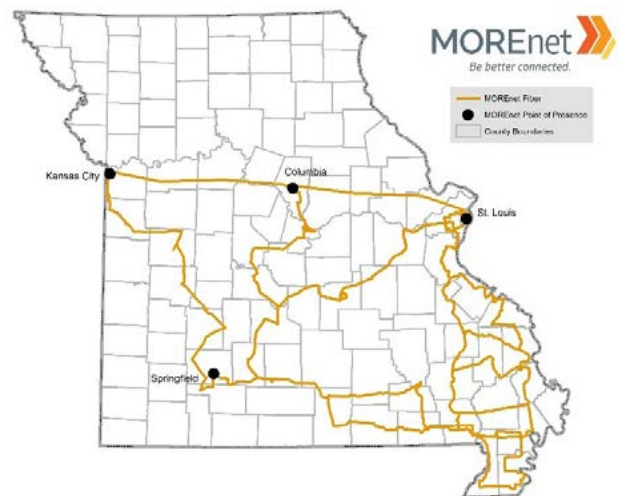 MOREnet
Be better connected.
MOREnet Fiber
MOREnet Point of Presence
County Boundaries
Kansas City
Columbia
St. Louis
Springfield